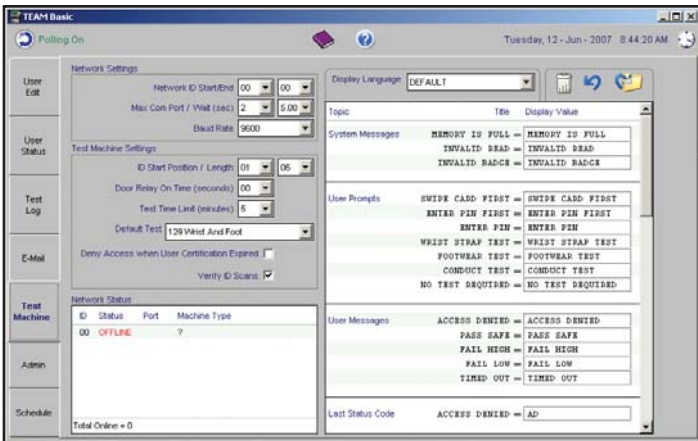 TEAM Basic
Polling On
Tuesday, 12 - Jun - 2007 8:44:20 AM
User Edit
User Status
Test Log
E-Mail
Test Machine
Admin
Schedule
Network Settings
Network ID Start/End 00 00
Max Com Port / Wait (sec) 2 5.00
Baud Rate 9600
Test Machine Settings
ID Start Position / Length 01 06
Door Relay On Time (seconds) 00
Test Time Limit (minutes) 5
Default Test 129 Wrist And Foot
Deny Access when User Certification Expired
Verify ID Scans
Network Status
ID Status Port Machine Type
00 OFFLINE ?
Total Online = 0
Display Language DEFAULT
Topic Title Display Value
System Messages MEMORY IS FULL = MEMORY IS FULL
INVALID READ = INVALID READ
INVALID BADGE = INVALID BADGE
User Prompts SWIPE CARD FIRST = SWIPE CARD FIRST
ENTER PIN FIRST = ENTER PIN FIRST
ENTER PIN = ENTER PIN
WRIST STRAP TEST = WRIST STRAP TEST
FOOTWEAR TEST = FOOTWEAR TEST
CONDUCT TEST = CONDUCT TEST
NO TEST REQUIRED = NO TEST REQUIRED
User Messages ACCESS DENIED = ACCESS DENIED
PASS SAFE = PASS SAFE
FAIL HIGH = FAIL HIGH
FAIL LOW = FAIL LOW
TIMED OUT = TIMED OUT
Last Status Code ACCESS DENIED = AD